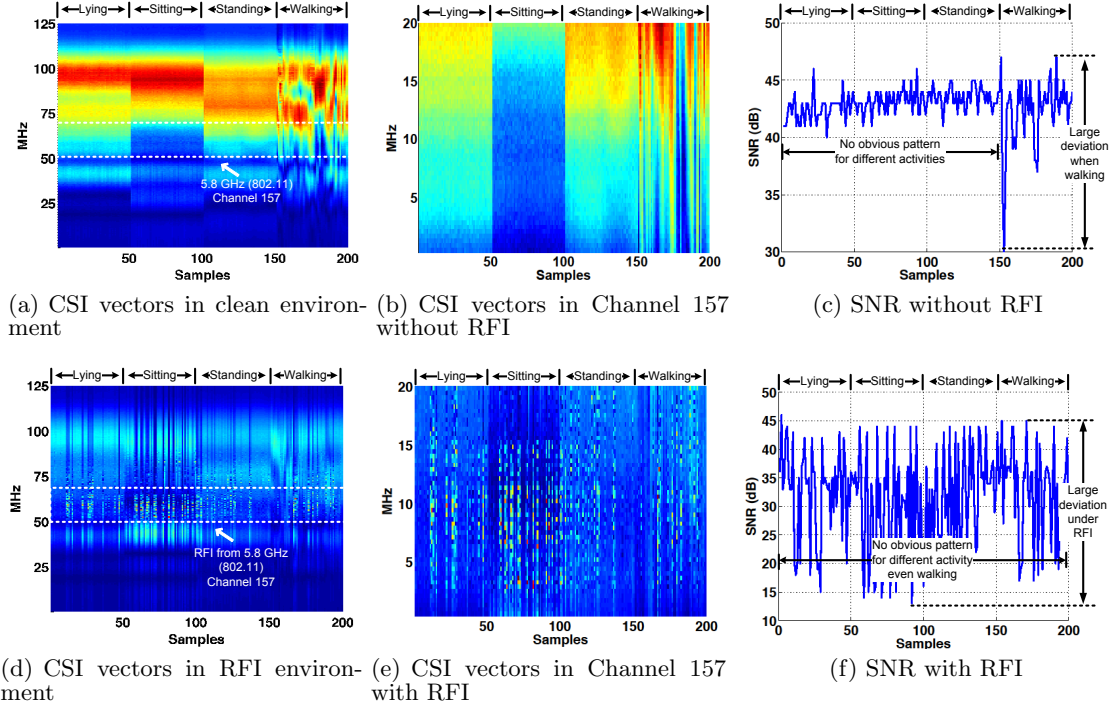 Lying Sitting Standing Walking
125
100
75
50
25
MHz
5.8 GHz (802.11)
Channel 157
50 100 150 200
Samples
(a) CSI vectors in clean environ-
ment
Lying Sitting Standing Walking
20
15
10
5
MHz
50 100 150 200
Samples
(b) CSI vectors in Channel 157
without RFI
Lying Sitting Standing Walking
50
45
40
35
30
SNR (dB)
No obvious pattern
for different activities
Large
deviation
when
walking
0 50 100 150 200
Samples
(c) SNR without RFI
Lying Sitting Standing Walking
125
100
75
50
25
MHz
RFI from 5.8 GHz
(802.11)
Channel 157
50 100 150 200
Samples
(d) CSI vectors in RFI environ-
ment
Lying Sitting Standing Walking
20
15
10
5
MHz
50 100 150 200
Samples
(e) CSI vectors in Channel 157
with RFI
Lying Sitting Standing Walking
50
45
40
35
30
25
20
15
10
SNR (dB)
No obvious pattern
for different activity
even walking
Large
deviation
under
RFI
0 50 100 150 200
Samples
(f) SNR with RFI